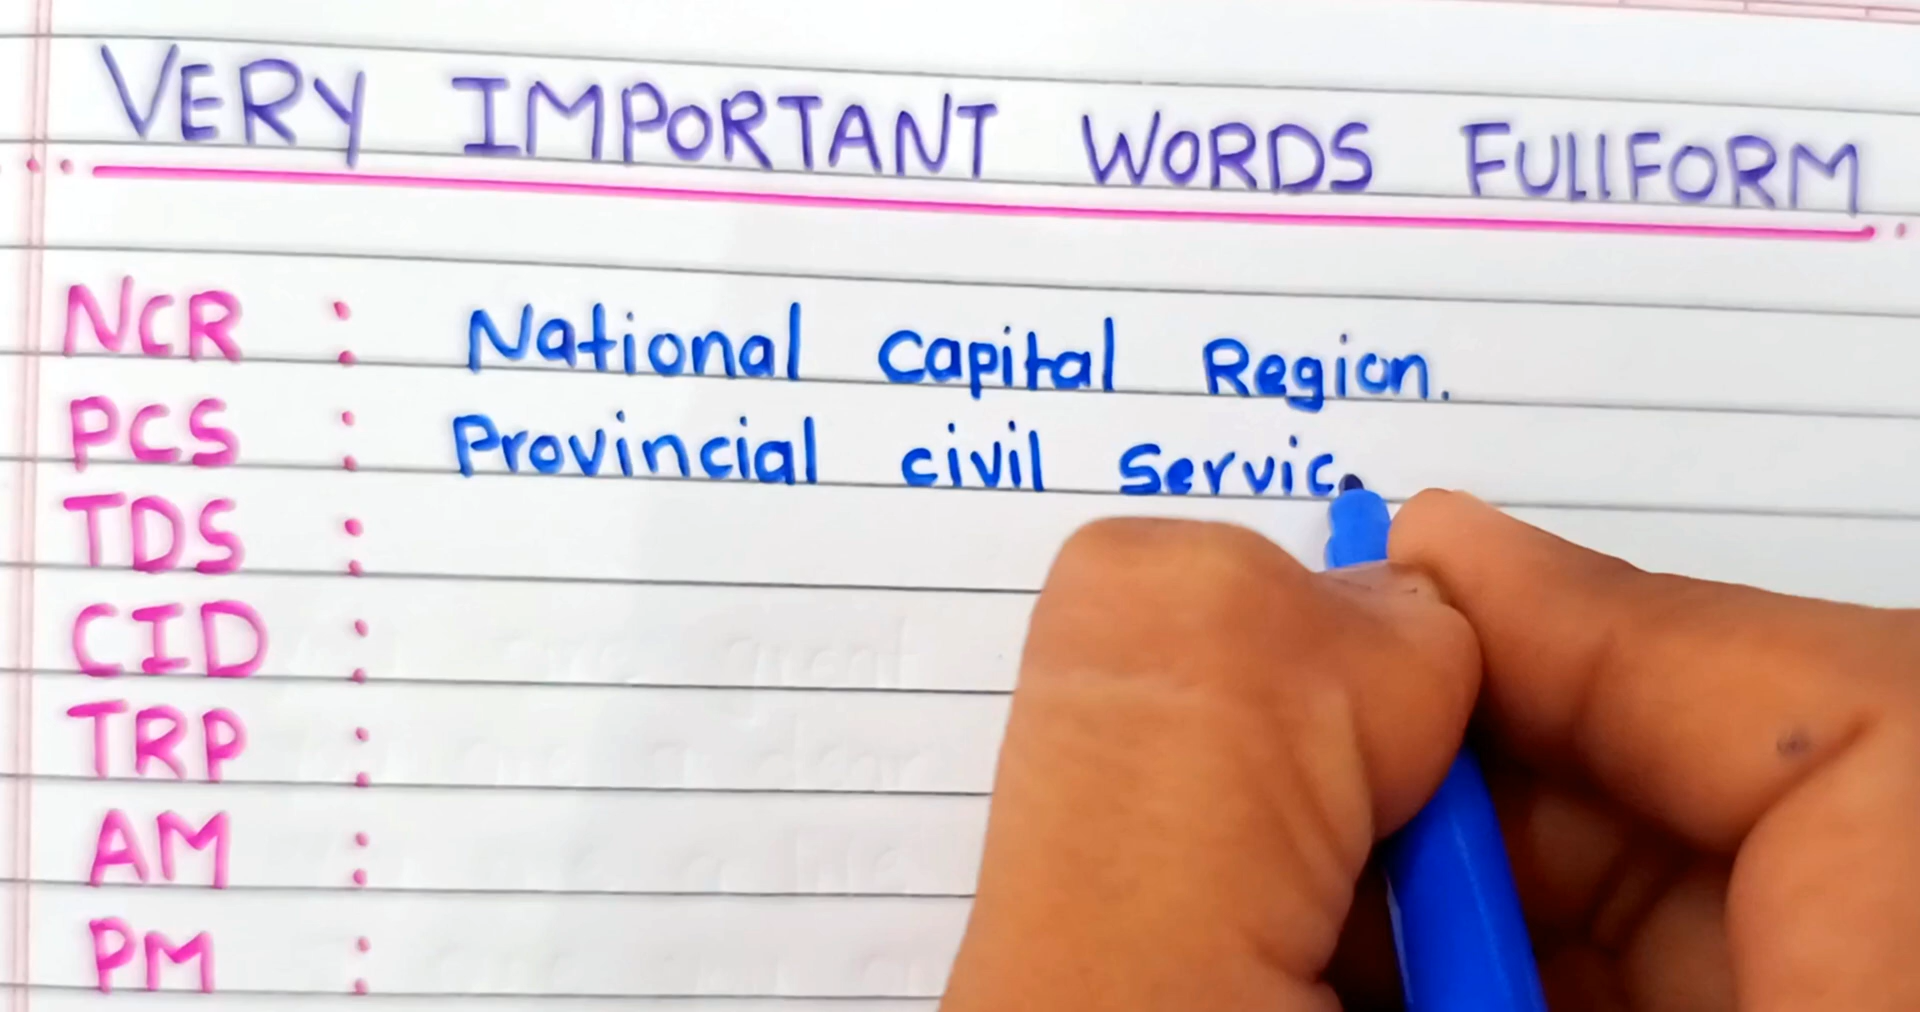 VERY IMPORTANT WORDS FULLFORM
NCR : National Capital Region.
PCS : Provincial civil Servic
TDS :
CID :
TRP :
AM :
PM :